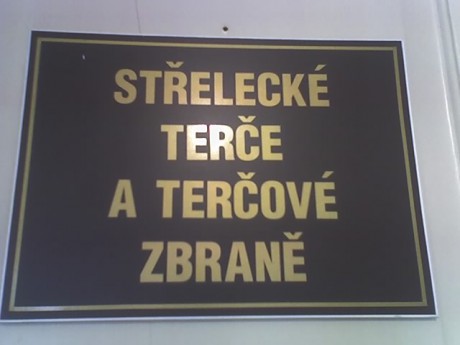 STŘELECKÉ
TERČE
A TERČOVÉ
ZBRANĚ